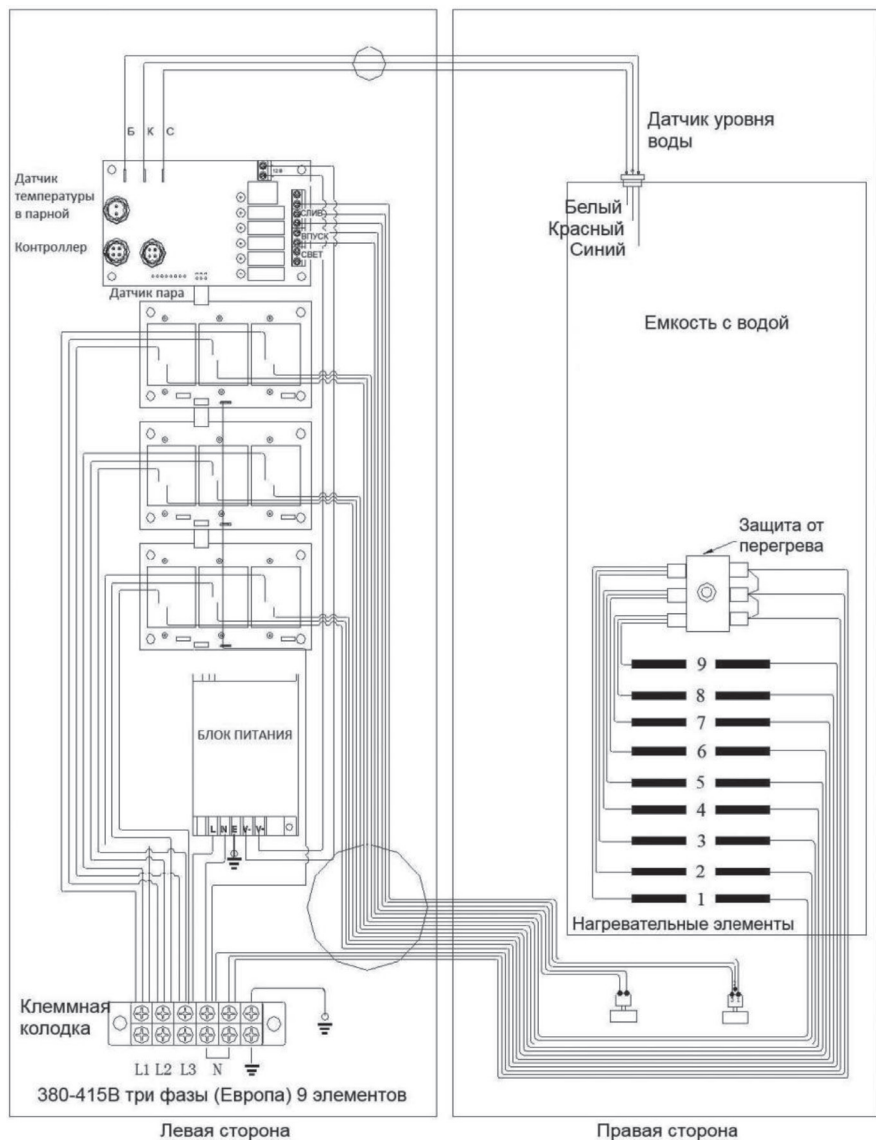 Б К С
Датчик уровня
воды
Датчик
температуры
в парной
12В
СЛИВ
Контроллер
ВПУСК
СВЕТ
Датчик пара
Белый
Красный
Синий
Емкость с водой
Защита от
перегрева
БЛОК ПИТАНИЯ
L N E V- V+
9
8
7
6
5
4
3
2
1
Нагревательные элементы
Клеммная
колодка
L1 L2 L3 N
380-415В три фазы (Европа) 9 элементов
Левая сторона
Правая сторона